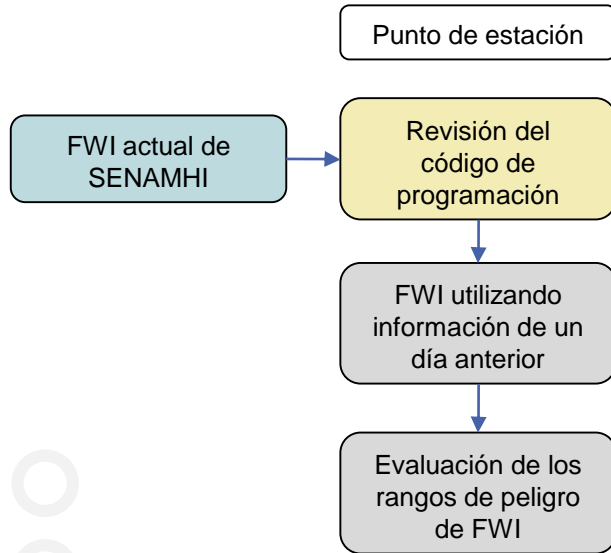 Punto de estación
FWI actual de
SENAMHI
Revisión del
código de
programación
FWI utilizando
información de un
día anterior
Evaluación de los
rangos de peligro
de FWI